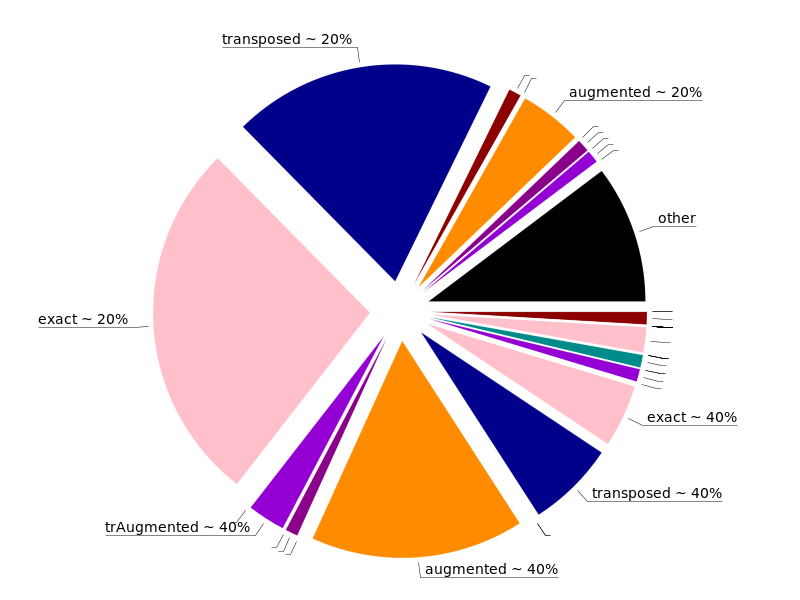 transposed ~ 20%
augmented ~ 20%
other
exact ~ 20%
exact ~ 40%
transposed ~ 40%
trAugmented ~ 40%
augmented ~ 40%